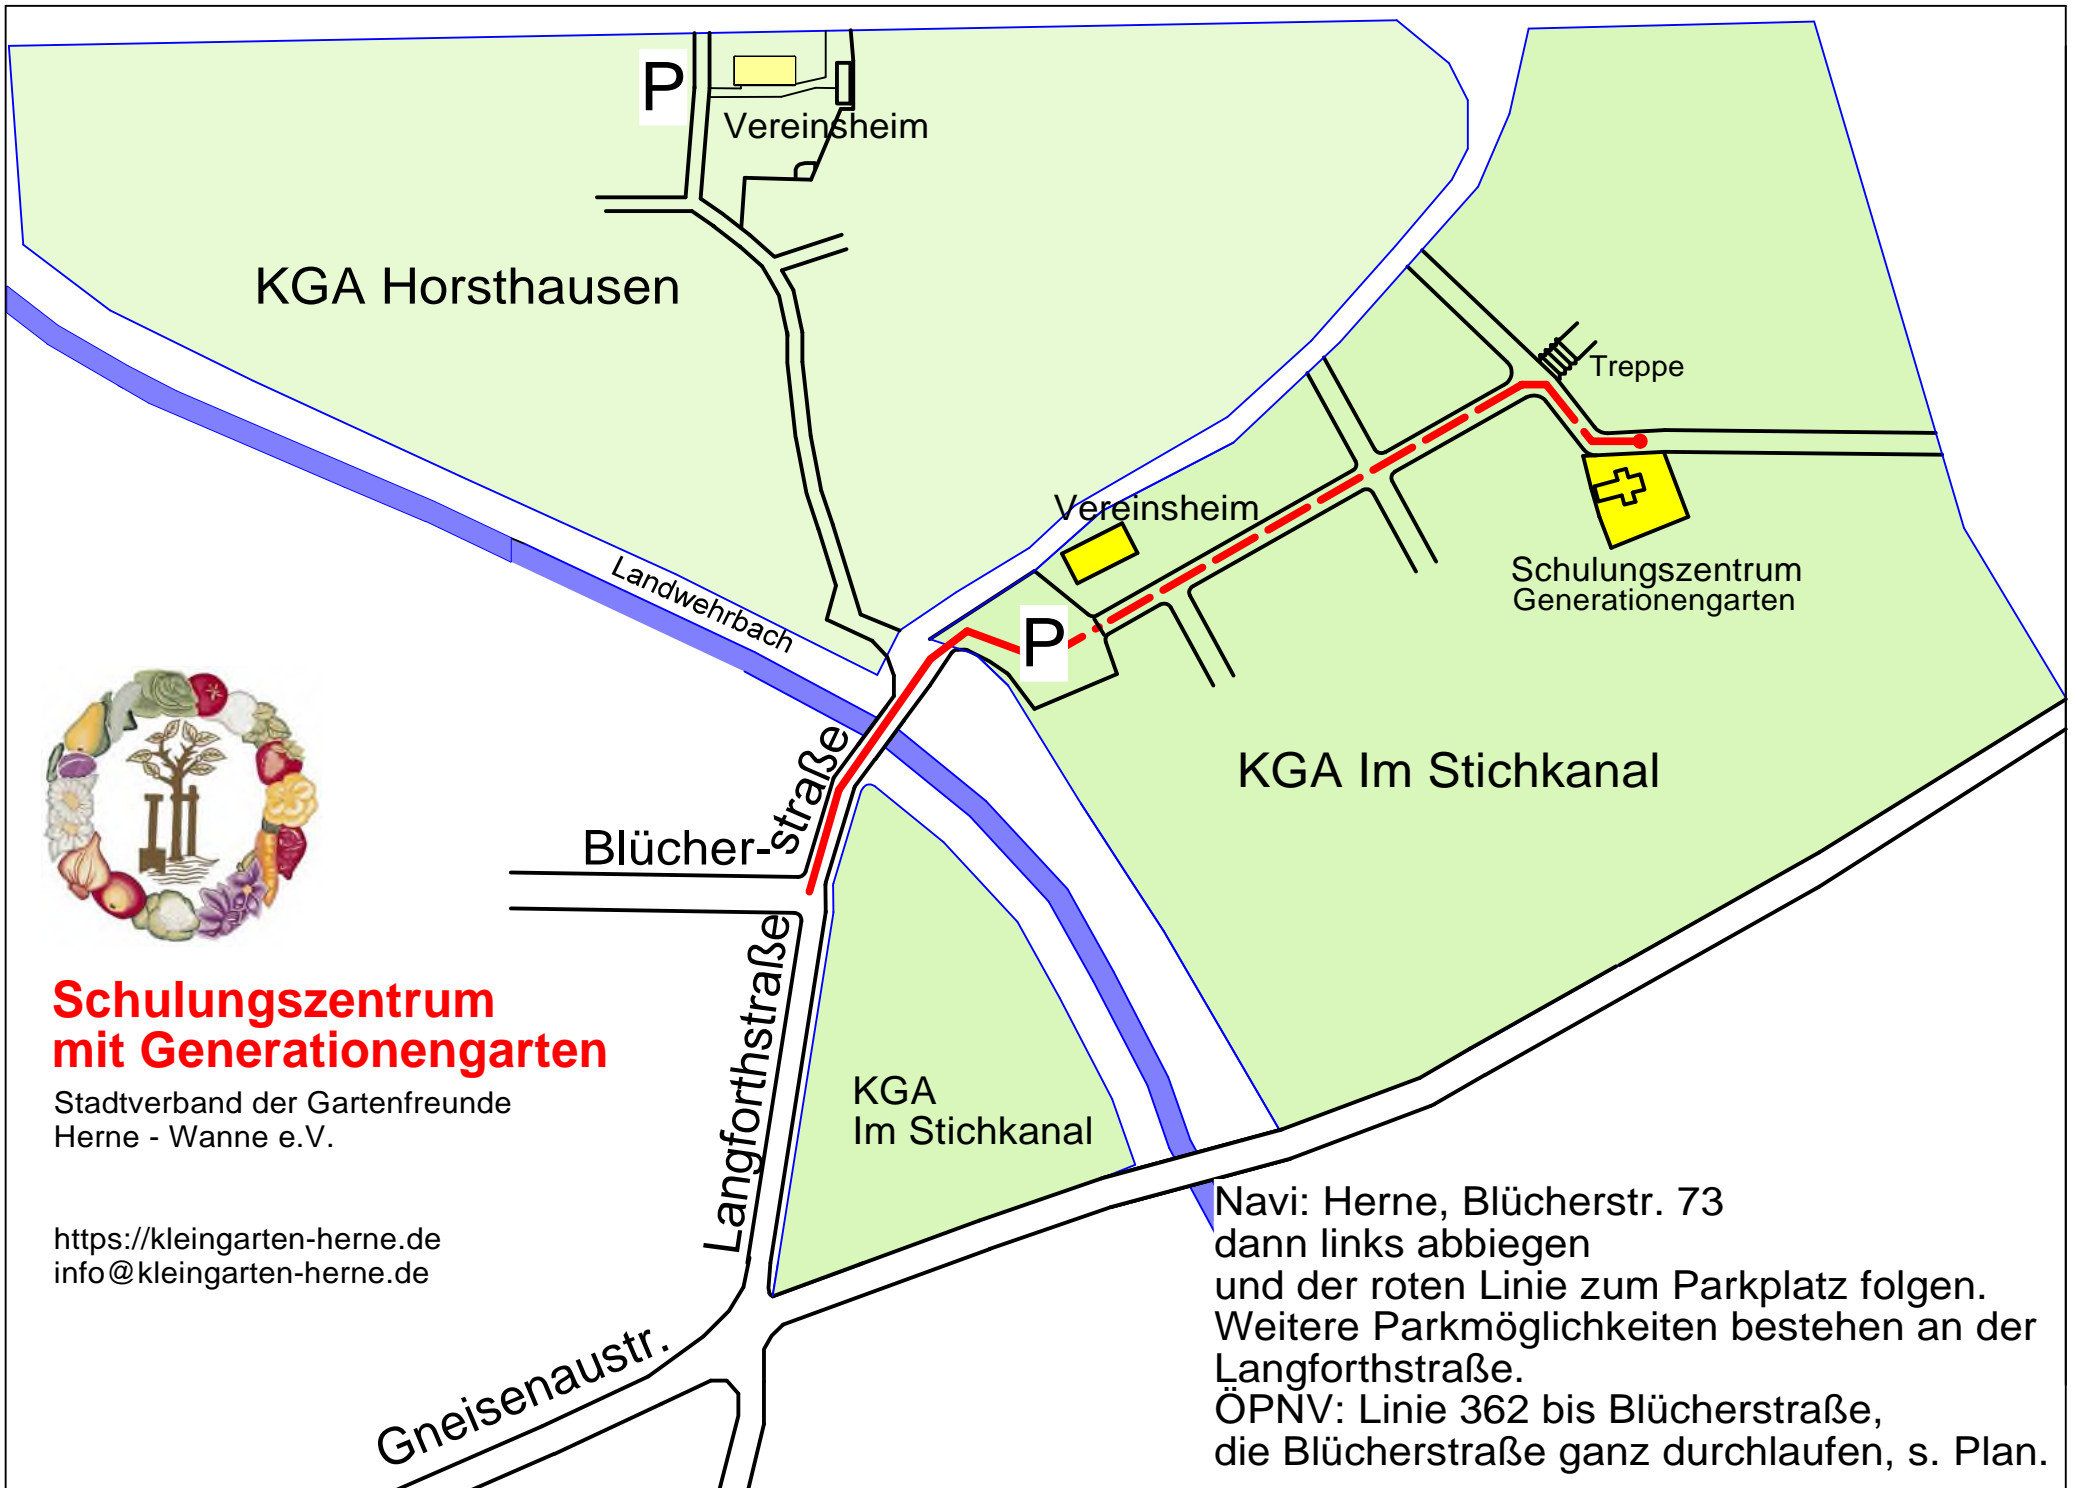 P
Vereinsheim
KGA Horsthausen
Treppe
Vereinsheim
Schulungszentrum
Generationengarten
Landwehrbach
P
KGA Im Stichkanal
Blücher-straße
Langforthstraße
KGA
Im Stichkanal
Gneisenaustr.
Schulungszentrum
mit Generationengarten
Stadtverband der Gartenfreunde
Herne - Wanne e.V.
https://kleingarten-herne.de
info@kleingarten-herne.de
Navi: Herne, Blücherstr. 73
dann links abbiegen
und der roten Linie zum Parkplatz folgen.
Weitere Parkmöglichkeiten bestehen an der
Langforthstraße.
ÖPNV: Linie 362 bis Blücherstraße,
die Blücherstraße ganz durchlaufen, s. Plan.